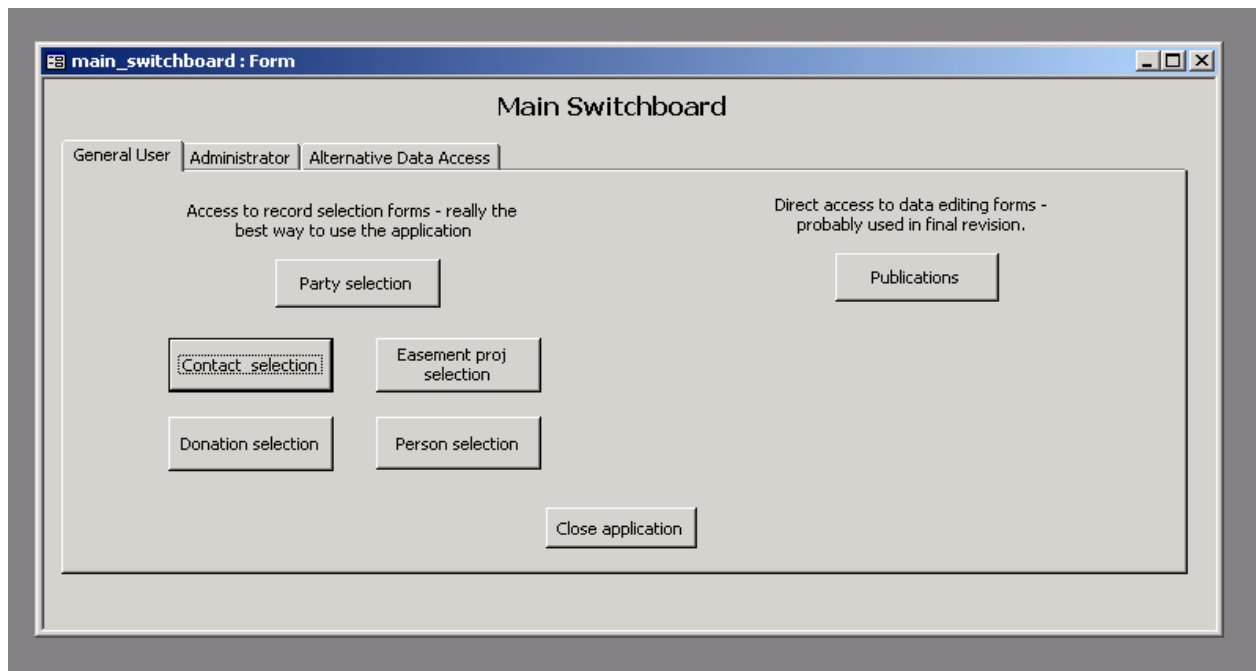 main_switchboard : Form
Main Switchboard
General User
Administrator
Alternative Data Access
Access to record selection forms - really the
best way to use the application
Direct access to data editing forms -
probably used in final revision.
Party selection
Publications
Contact  selection
Easement proj
selection
Donation selection
Person selection
Close application